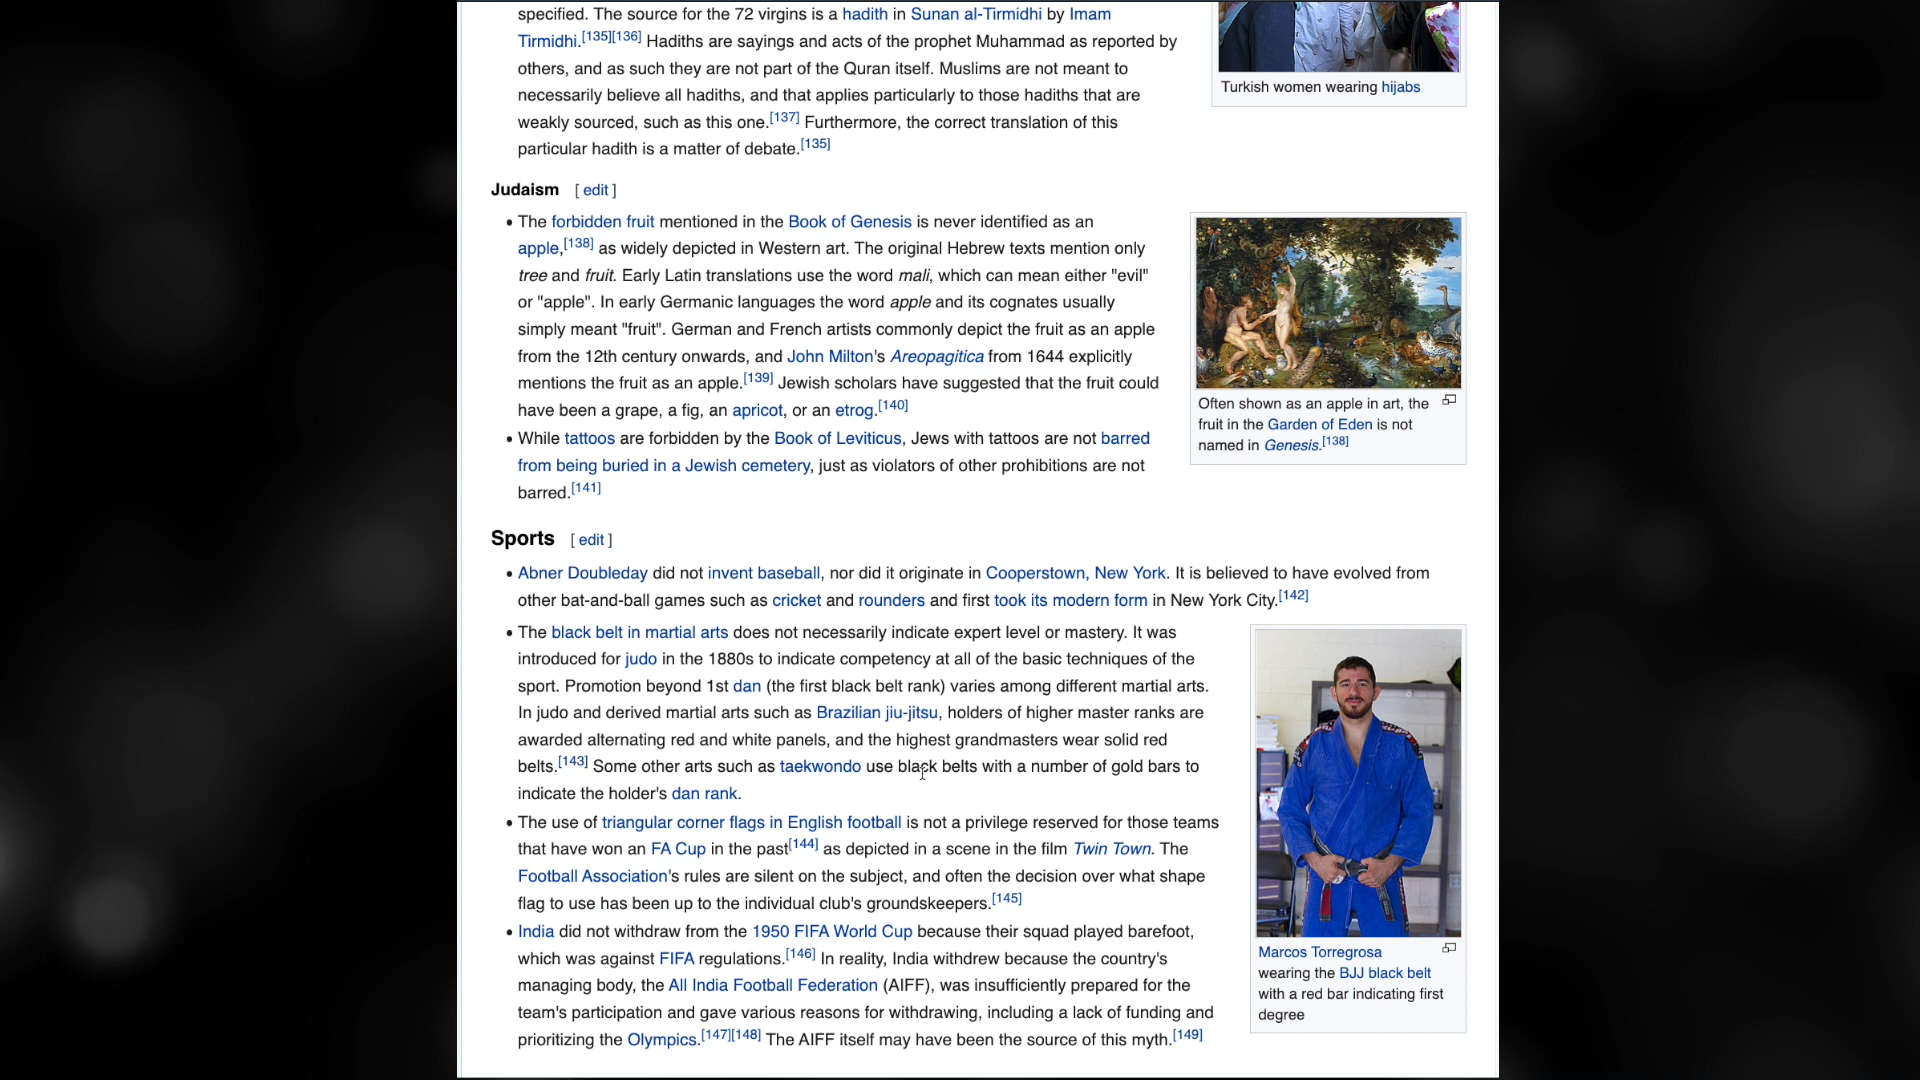 specified. The source for the 72 virgins is a hadith in Sunan al-Tirmidhi by Imam
Tirmidhi.[135][136] Hadiths are sayings and acts of the prophet Muhammad as reported by
others, and as such they are not part of the Quran itself. Muslims are not meant to
necessarily believe all hadiths, and that applies particularly to those hadiths that are
weakly sourced, such as this one.[137] Furthermore, the correct translation of this
particular hadith is a matter of debate.[135]
Turkish women wearing hijabs
Judaism [ edit ]
• The forbidden fruit mentioned in the Book of Genesis is never identified as an
apple,[138] as widely depicted in Western art. The original Hebrew texts mention only
tree and fruit. Early Latin translations use the word mali, which can mean either "evil"
or "apple". In early Germanic languages the word apple and its cognates usually
simply meant "fruit". German and French artists commonly depict the fruit as an apple
from the 12th century onwards, and John Milton's Areopagitica from 1644 explicitly
mentions the fruit as an apple.[139] Jewish scholars have suggested that the fruit could
have been a grape, a fig, an apricot, or an etrog.[140]
• While tattoos are forbidden by the Book of Leviticus, Jews with tattoos are not barred
from being buried in a Jewish cemetery, just as violators of other prohibitions are not
barred.[141]
Often shown as an apple in art, the
fruit in the Garden of Eden is not
named in Genesis.[138]
Sports [ edit ]
• Abner Doubleday did not invent baseball, nor did it originate in Cooperstown, New York. It is believed to have evolved from
other bat-and-ball games such as cricket and rounders and first took its modern form in New York City.[142]
• The black belt in martial arts does not necessarily indicate expert level or mastery. It was
introduced for judo in the 1880s to indicate competency at all of the basic techniques of the
sport. Promotion beyond 1st dan (the first black belt rank) varies among different martial arts.
In judo and derived martial arts such as Brazilian jiu-jitsu, holders of higher master ranks are
awarded alternating red and white panels, and the highest grandmasters wear solid red
belts.[143] Some other arts such as taekwondo use black belts with a number of gold bars to
indicate the holder's dan rank.
• The use of triangular corner flags in English football is not a privilege reserved for those teams
that have won an FA Cup in the past[144] as depicted in a scene in the film Twin Town. The
Football Association's rules are silent on the subject, and often the decision over what shape
flag to use has been up to the individual club's groundskeepers.[145]
• India did not withdraw from the 1950 FIFA World Cup because their squad played barefoot,
which was against FIFA regulations.[146] In reality, India withdrew because the country's
managing body, the All India Football Federation (AIFF), was insufficiently prepared for the
team's participation and gave various reasons for withdrawing, including a lack of funding and
prioritizing the Olympics.[147][148] The AIFF itself may have been the source of this myth.[149]
Marcos Torregrosa
wearing the BJJ black belt
with a red bar indicating first
degree